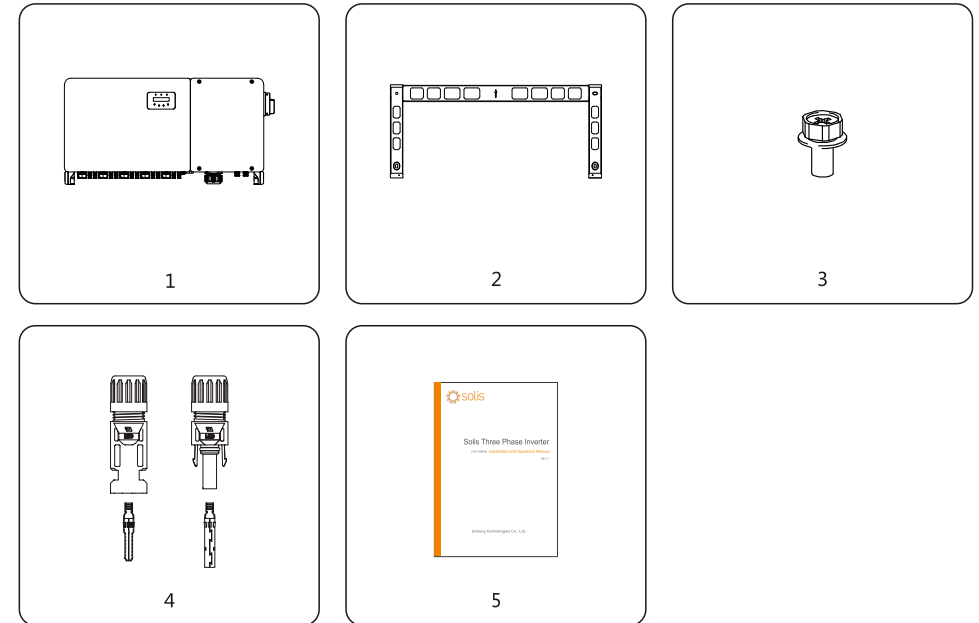 1
2
3
solis
Solis Three Phase Inverter
Installation and Operation Manual
Ginlong Technologies Co., Ltd.
4
5